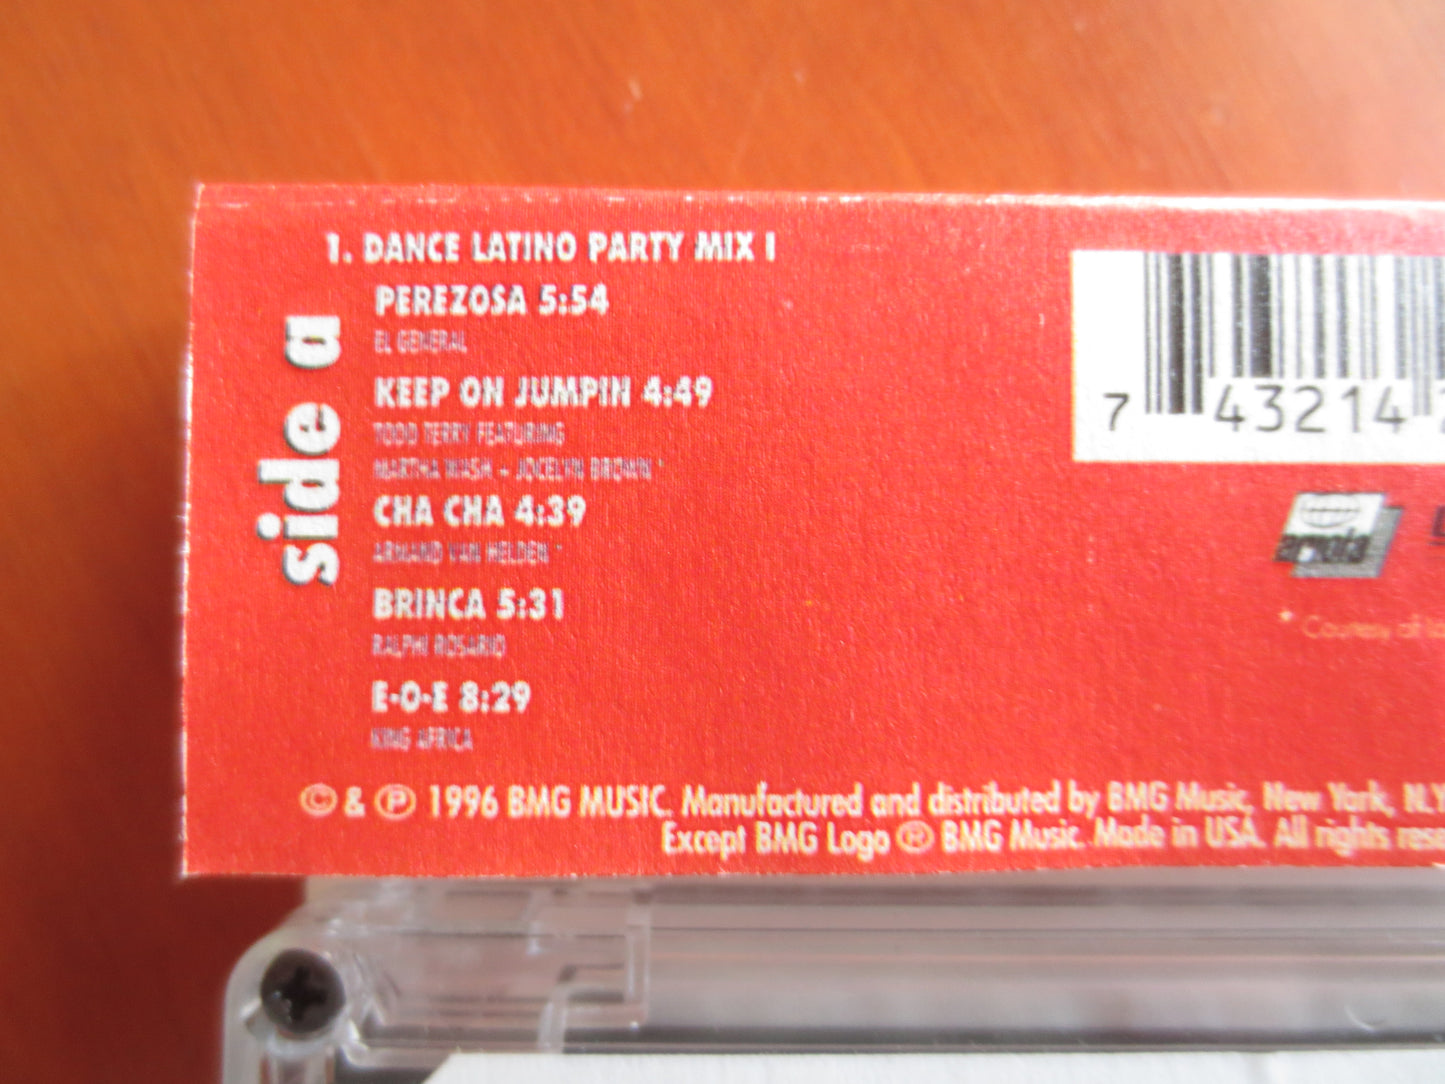 side a
1. DANCE LATINO PARTY MIX I
PEREZOSA 5:54
EL GENERAL
KEEP ON JUMPIN 4:49
TODD TERRY FEATURING
MARTHA WASH - JOCELYN BROWN *
CHA CHA 4:39
ARMAND VAN HELDEN *
BRINCA 5:31
RALPHI ROSARIO
E-O-E 8:29
KING AFRICA
7 43214
ariola
* Courtesy of
© & ℗ 1996 BMG MUSIC. Manufactured and distributed by BMG Music, New York, N.Y
Except BMG Logo ® BMG Music. Made in USA. All rights rese